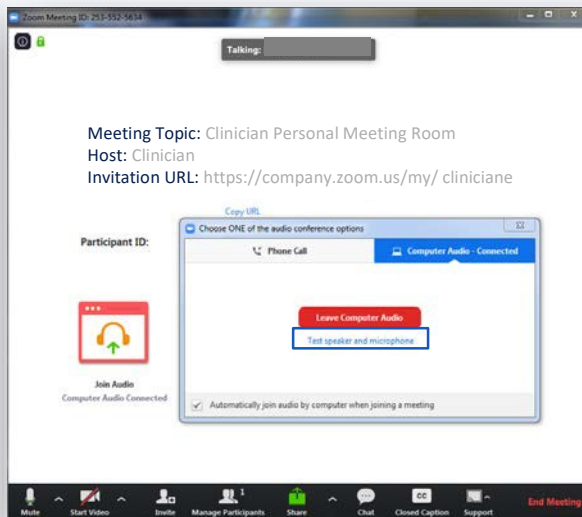 Zoom Meeting ID: 253-552-5634
Talking:
Meeting Topic: Clinician Personal Meeting Room
Host: Clinician
Invitation URL: https://company.zoom.us/my/ cliniciane
Copy URL
Participant ID:
Choose ONE of the audio conference options
Phone Call
Computer Audio - Connected
Leave Computer Audio
Test speaker and microphone
Automatically join audio by computer when joining a meeting
Join Audio
Computer Audio Connected
1
Mute
Start Video
Invite
Manage Participants
Share
Chat
CC
Closed Caption
Support
End Meeting